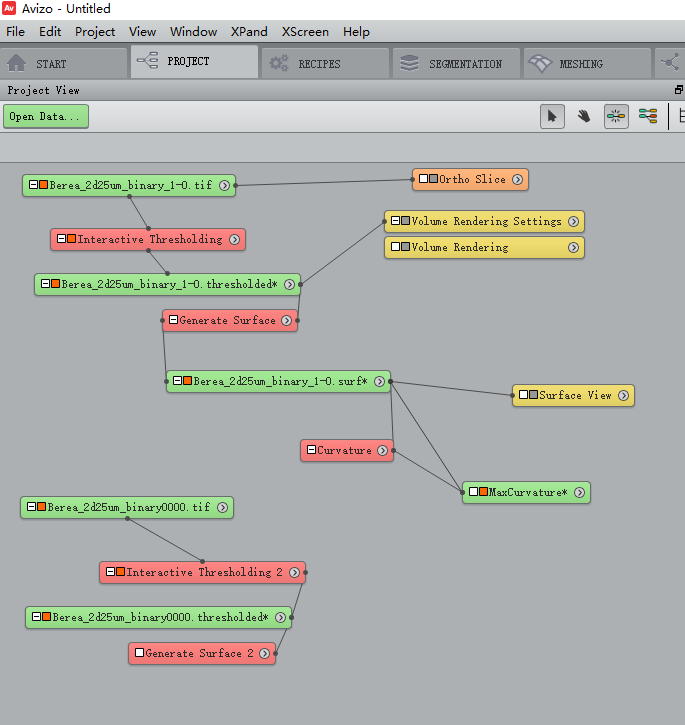 Av Avizo - Untitled
File Edit Project View Window XPand XScreen Help
START PROJECT RECIPES SEGMENTATION MESHING
Project View
Open Data...
Berea_2d25um_binary_1-0.tif
Ortho Slice
Interactive Thresholding
Volume Rendering Settings
Volume Rendering
Berea_2d25um_binary_1-0.thresholded*
Generate Surface
Berea_2d25um_binary_1-0.surf*
Surface View
Curvature
MaxCurvature*
Berea_2d25um_binary0000.tif
Interactive Thresholding 2
Berea_2d25um_binary0000.thresholded*
Generate Surface 2